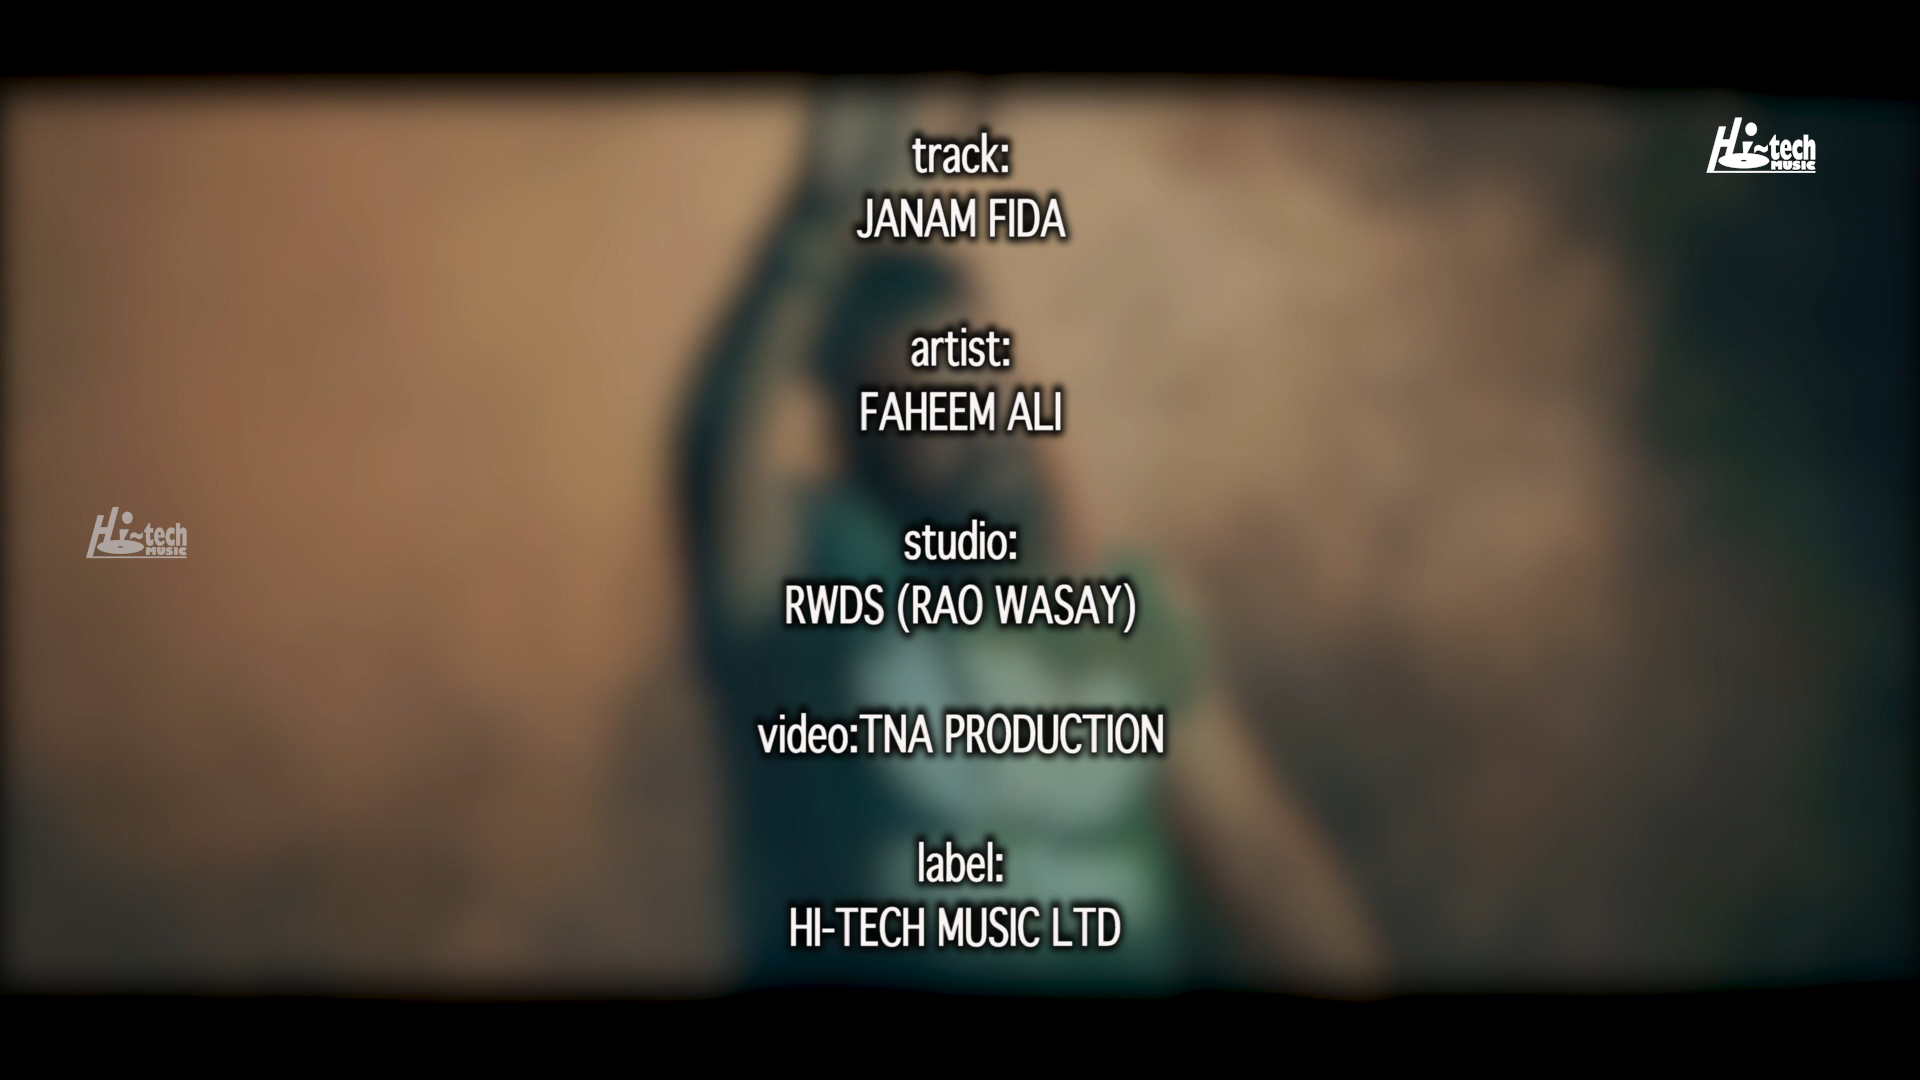 Hi~tech
MUSIC
track:
JANAM FIDA
artist:
FAHEEM ALI
studio:
RWDS (RAO WASAY)
Hi~tech
MUSIC
video:TNA PRODUCTION
label:
HI-TECH MUSIC LTD